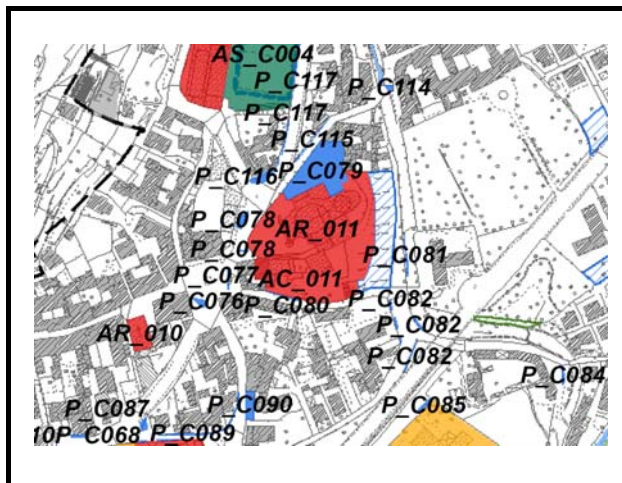 AS_C004
P_C117
P_C114
P_C117
P_C115
P_C116
P_C079
P_C078
AR_011
P_C078
P_C081
P_C077
AC_011
P_C076
P_C080
P_C082
P_C082
AR_010
P_C082
P_C084
P_C087
P_C090
P_C085
10P_C068
P_C089